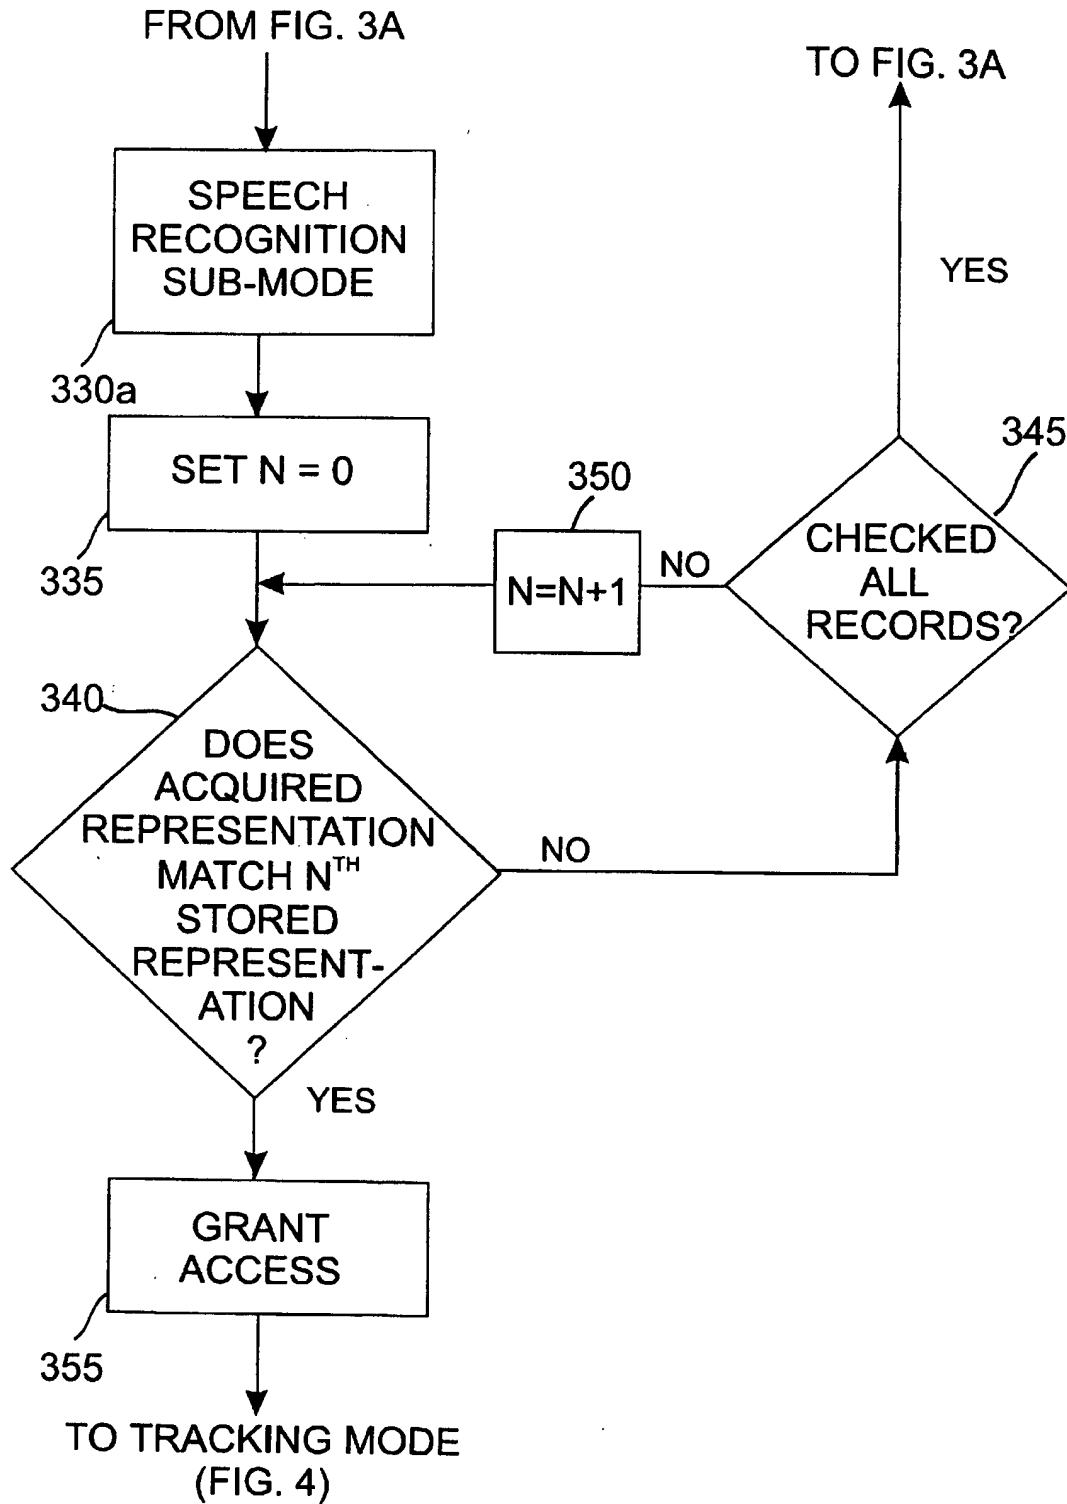 FROM FIG. 3A
TO FIG. 3A
SPEECH
RECOGNITION
SUB-MODE
330a
YES
SET N = 0
335
350
N=N+1
NO
345
CHECKED
ALL
RECORDS?
340
DOES
ACQUIRED
REPRESENTATION
MATCH NTH
STORED
REPRESENT-
ATION
?
NO
YES
GRANT
ACCESS
355
TO TRACKING MODE
(FIG. 4)